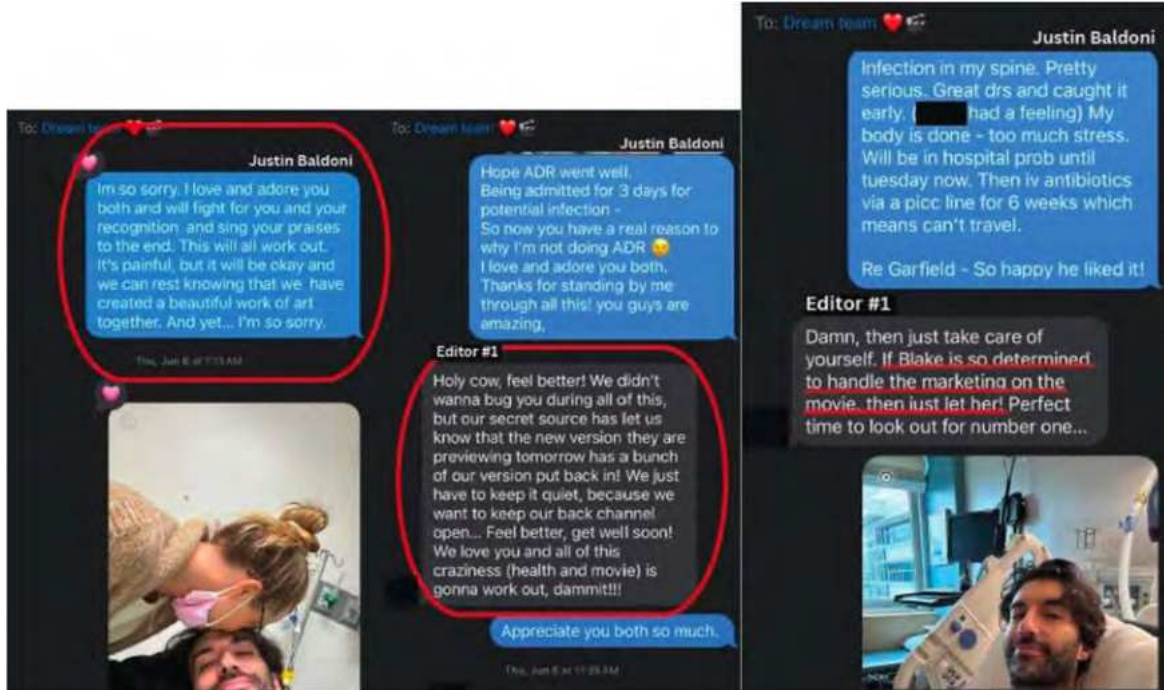 To: Dream team
Justin Baldoni
Im so sorry. I love and adore you
both and will fight for you and your
recognition and sing your praises
to the end. This will all work out.
It's painful, but it will be okay and
we can rest knowing that we have
created a beautiful work of art
together. And yet... I'm so sorry.
Thu, Jun 6 at 7:13 AM
To: Dream team
Justin Baldoni
Hope ADR went well.
Being admitted for 3 days for
potential infection -
So now you have a real reason to
why I'm not doing ADR
I love and adore you both.
Thanks for standing by me
through all this! you guys are
amazing,
Editor #1
Holy cow, feel better! We didn't
wanna bug you during all of this,
but our secret source has let us
know that the new version they are
previewing tomorrow has a bunch
of our version put back in! We just
have to keep it quiet, because we
want to keep our back channel
open... Feel better, get well soon!
We love you and all of this
craziness (health and movie) is
gonna work out, dammit!!!
Appreciate you both so much.
Thu, Jun 6 at 11:35 AM
To: Dream team
Justin Baldoni
Infection in my spine. Pretty
serious. Great drs and caught it
early. ( had a feeling) My
body is done - too much stress.
Will be in hospital prob until
tuesday now. Then iv antibiotics
via a picc line for 6 weeks which
means can't travel.
Re Garfield - So happy he liked it!
Editor #1
Damn, then just take care of
yourself. If Blake is so determined
to handle the marketing on the
movie, then just let her! Perfect
time to look out for number one...